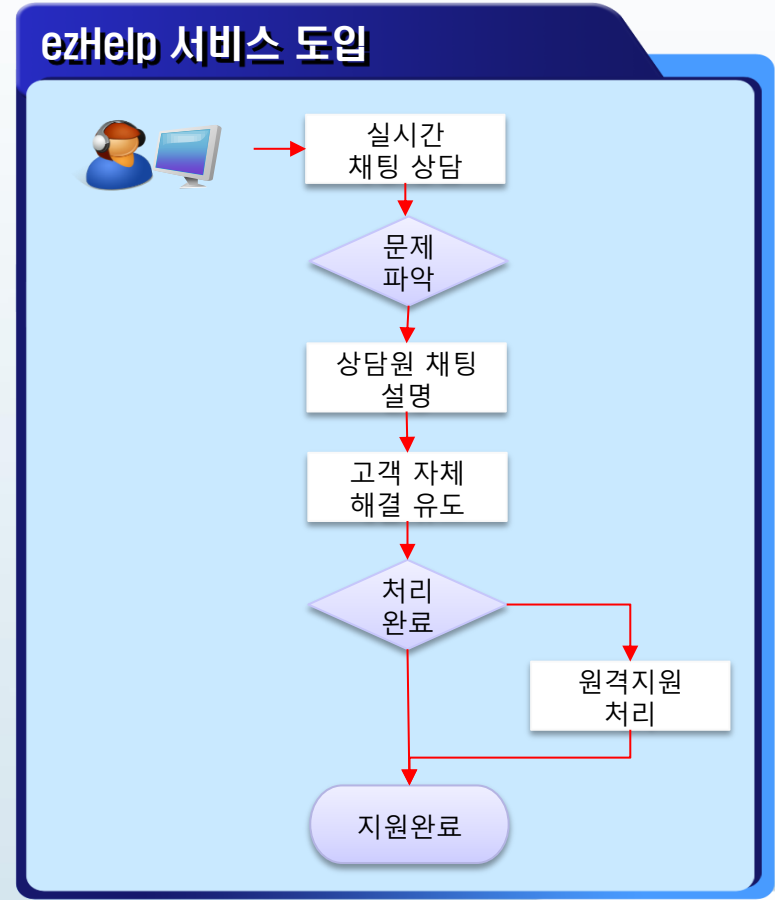 ezHelp 서비스 도입
실시간
채팅 상담
문제
파악
상담원 채팅
설명
고객 자체
해결 유도
처리
완료
원격지원
처리
지원완료